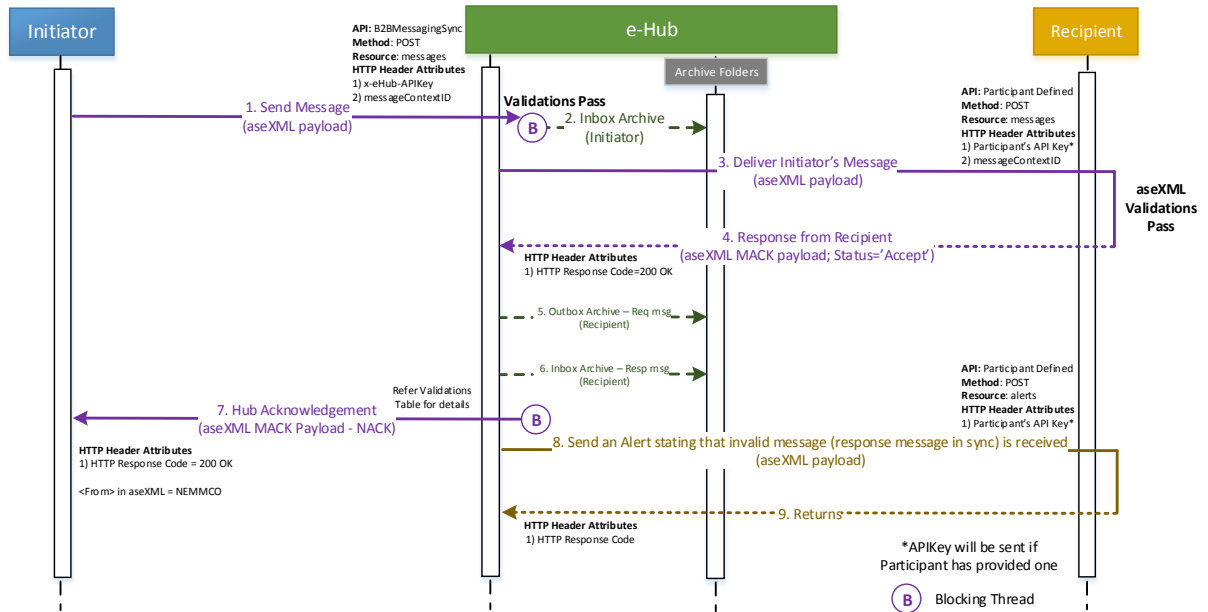 Initiator
e-Hub
Recipient
API: B2BMessagingSync
Method: POST
Resource: messages
HTTP Header Attributes
1) x-eHub-APIKey
2) messageContextID
Archive Folders
1. Send Message
(aseXML payload)
Validations Pass
B
2. Inbox Archive
(Initiator)
API: Participant Defined
Method: POST
Resource: messages
HTTP Header Attributes
1) Participant's API Key*
2) messageContextID
3. Deliver Initiator's Message
(aseXML payload)
aseXML
Validations
Pass
4. Response from Recipient
(aseXML MACK payload; Status='Accept')
HTTP Header Attributes
1) HTTP Response Code=200 OK
5. Outbox Archive – Req msg
(Recipient)
6. Inbox Archive – Resp msg
(Recipient)
API: Participant Defined
Method: POST
Resource: alerts
HTTP Header Attributes
1) Participant's API Key*
Refer Validations
Table for details
7. Hub Acknowledgement
(aseXML MACK Payload - NACK)
B
HTTP Header Attributes
1) HTTP Response Code = 200 OK
<From> in aseXML = NEMMCO
8. Send an Alert stating that invalid message (response message in sync) is received
(aseXML payload)
9. Returns
HTTP Header Attributes
1) HTTP Response Code
*APIKey will be sent if
Participant has provided one
B Blocking Thread